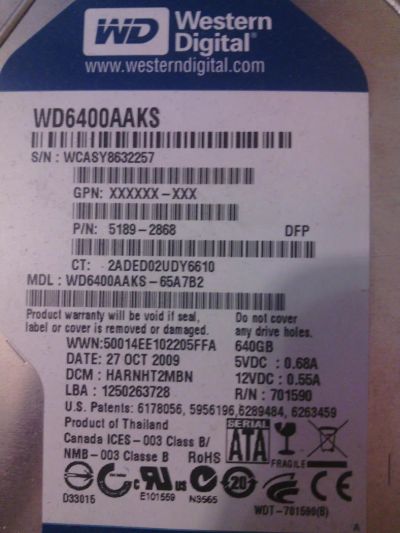 WD Western Digital®
www.westerndigital.com
WD6400AAKS
S/N : WCASY8632257
GPN: XXXXXX-XXX
P/N: 5189-2868 DFP
CT: 2ADED02UDY6610
MDL : WD6400AAKS-65A7B2
Product warranty will be void if seal, Do not cover
label or cover is removed or damaged. any drive holes.
WWN:50014EE102205FFA 640GB
DATE: 27 OCT 2009 5VDC : 0.68A
DCM : HARNHT2MBN 12VDC : 0.55A
LBA : 1250263728 R/N : 701590
U.S. Patents: 6178056, 5956196,6289484, 6263459
Product of Thailand
Canada ICES - 003 Class B/
NMB - 003 Classe B RoHS
SERIAL
ATA
FRAGILE
D33015 E101559 N3565 20
WDT-701590(B)
A